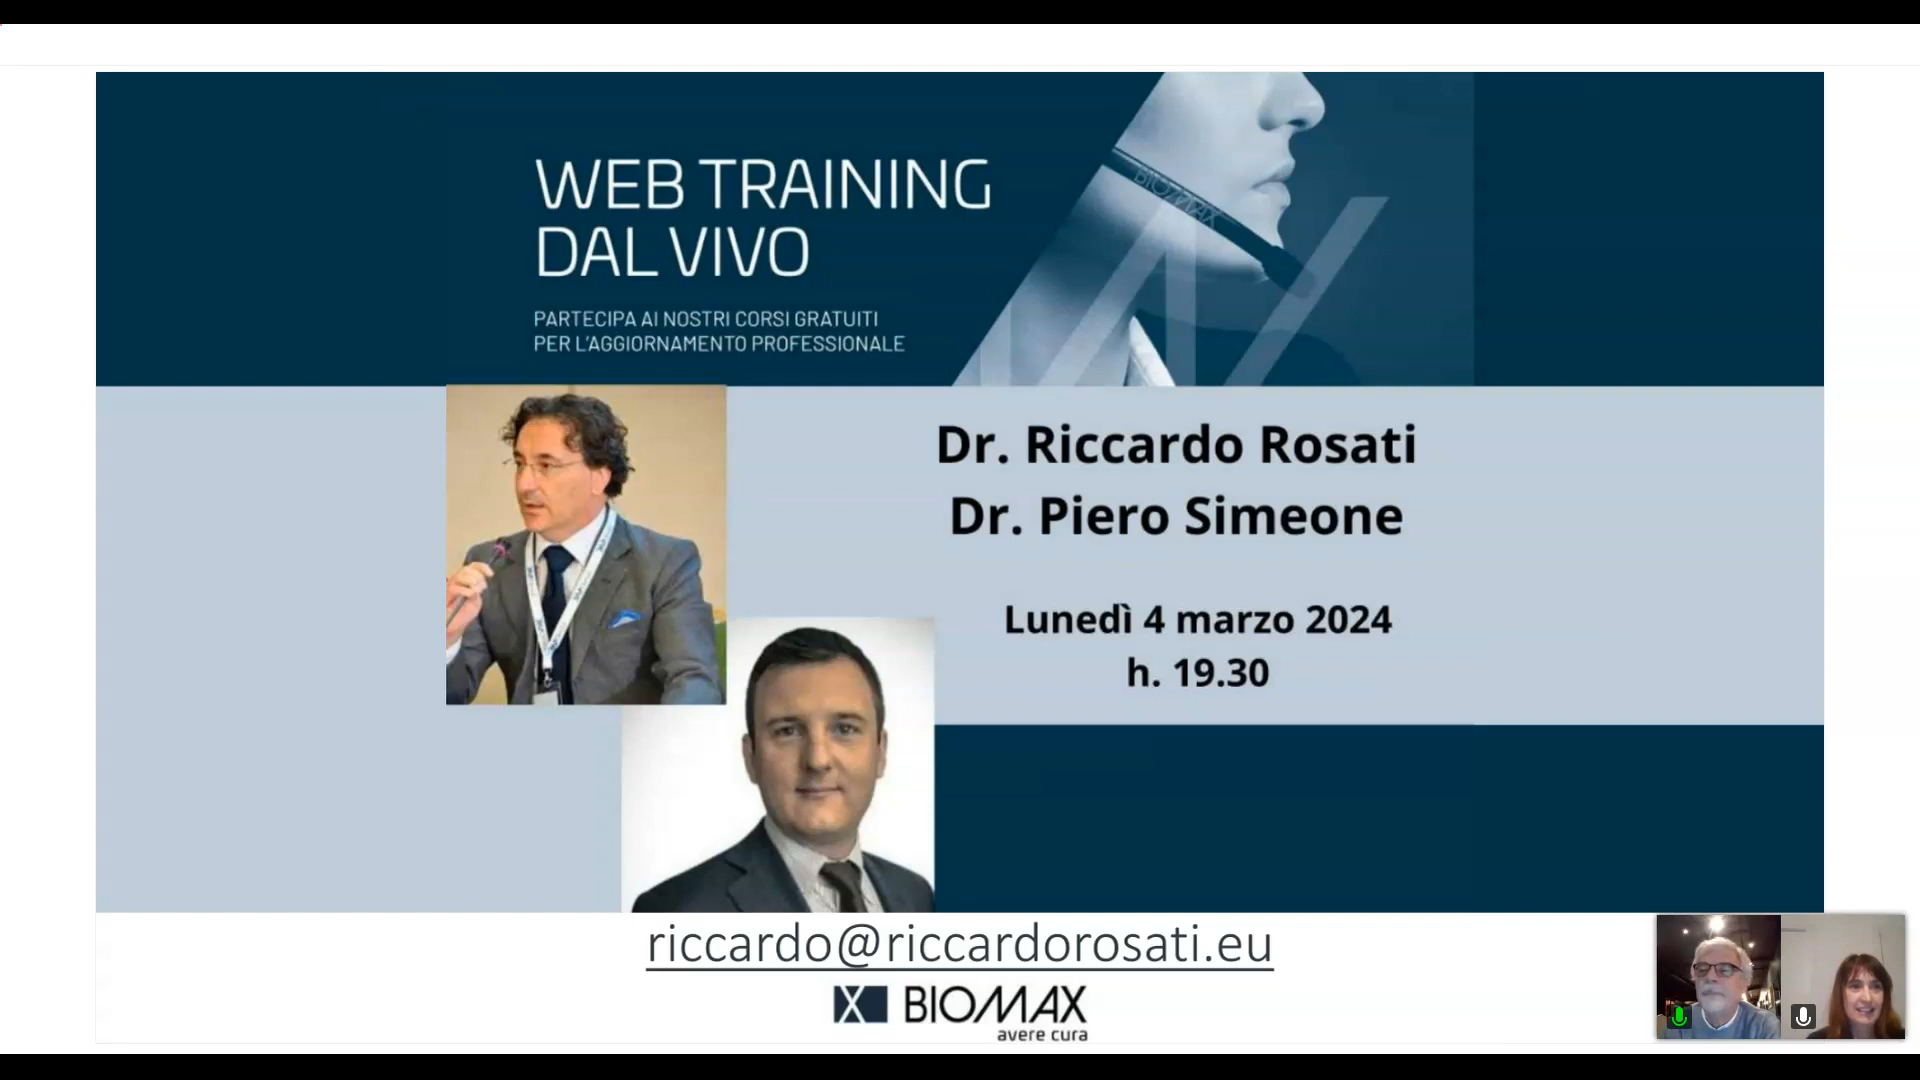 WEB TRAINING
DAL VIVO
PARTECIPA AI NOSTRI CORSI GRATUITI
PER L'AGGIORNAMENTO PROFESSIONALE
BIOMAX
Dr. Riccardo Rosati
Dr. Piero Simeone
Lunedì 4 marzo 2024
h. 19.30
riccardo@riccardorosati.eu
BIOMAX
avere cura